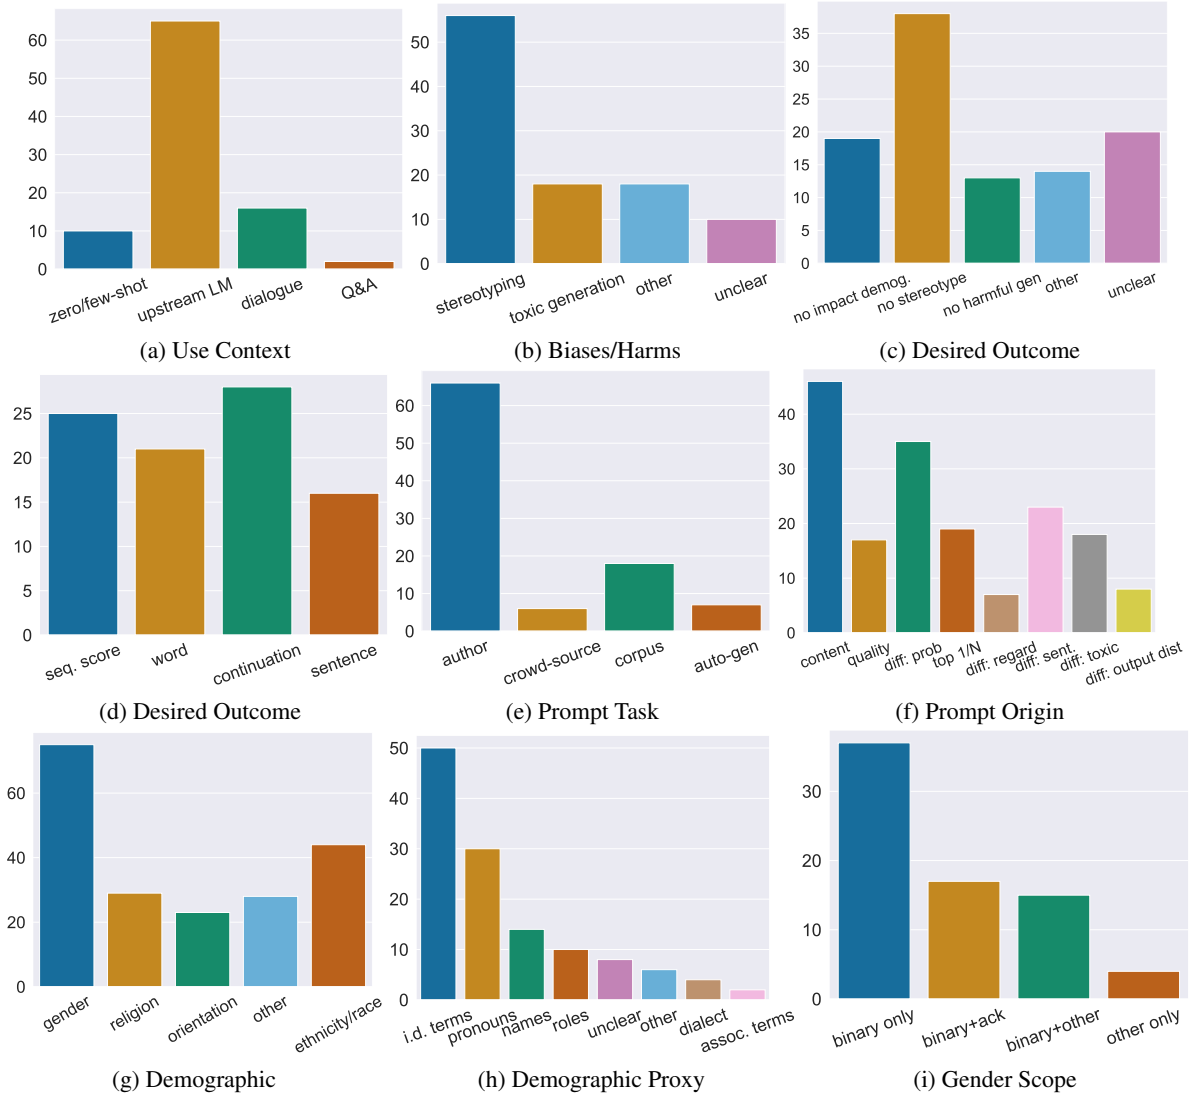 60
50
40
30
20
10
0
zero/few-shot
upstream LM
dialogue
Q&A
(a) Use Context
50
40
30
20
10
0
stereotyping
toxic generation
other
unclear
(b) Biases/Harms
35
30
25
20
15
10
5
0
no impact demog.
no stereotype
no harmful gen
other
unclear
(c) Desired Outcome
25
20
15
10
5
0
seq. score
word
continuation
sentence
(d) Desired Outcome
60
50
40
30
20
10
0
author
crowd-source
corpus
auto-gen
(e) Prompt Task
40
30
20
10
0
content
quality
diff: prob
top 1/N
diff: regard
diff: sent.
diff: toxic
diff: output dist
(f) Prompt Origin
60
40
20
0
gender
religion
orientation
other
ethnicity/race
(g) Demographic
50
40
30
20
10
0
i.d. terms
pronouns
names
roles
unclear
other
dialect
assoc. terms
(h) Demographic Proxy
30
20
10
0
binary only
binary+ack
binary+other
other only
(i) Gender Scope